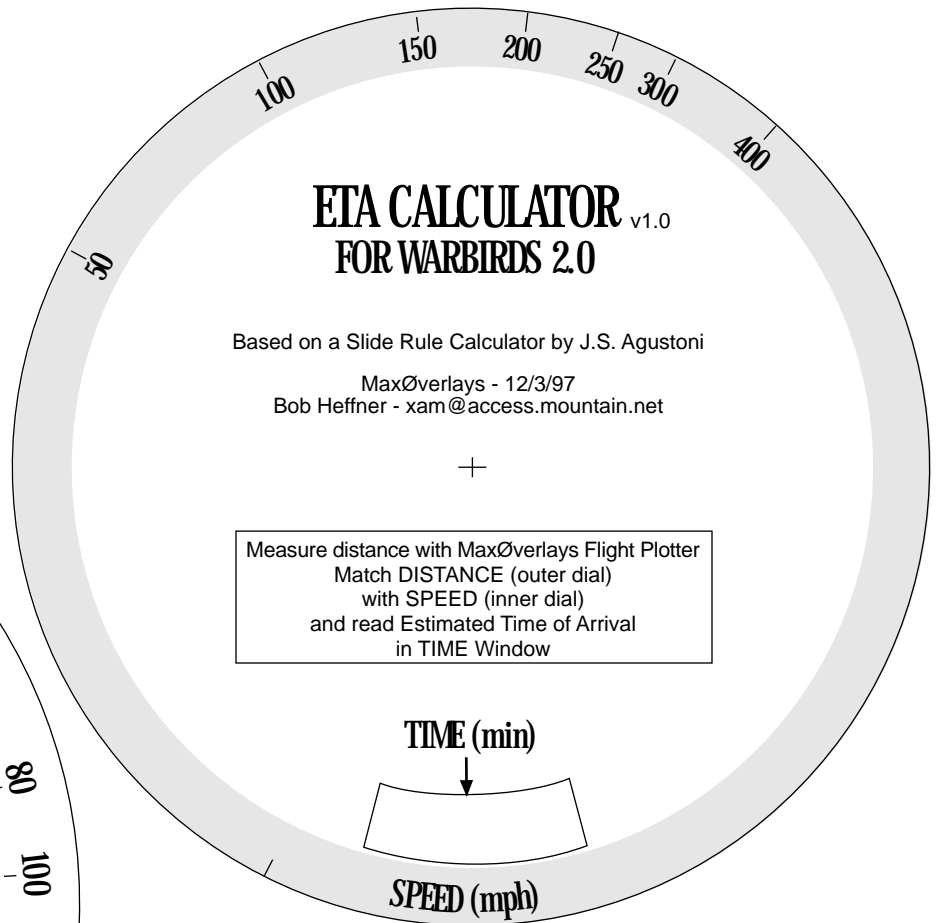 50
100
150
200
250
300
400
ETA CALCULATOR v1.0
FOR WARBIRDS 2.0
Based on a Slide Rule Calculator by J.S. Agustoni
MaxØverlays - 12/3/97
Bob Heffner - xam@access.mountain.net
Measure distance with MaxØverlays Flight Plotter
Match DISTANCE (outer dial)
with SPEED (inner dial)
and read Estimated Time of Arrival
in TIME Window
TIME (min)
SPEED (mph)
80
100